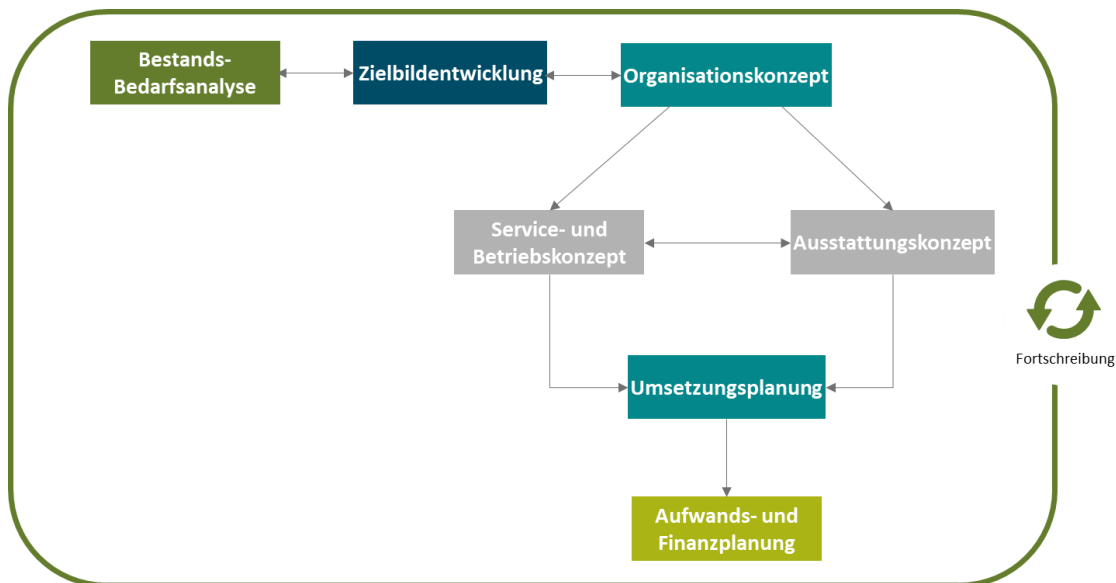 Bestands-
Bedarfsanalyse
Zielbildentwicklung
Organisationskonzept
Service- und
Betriebskonzept
Ausstattungskonzept
Fortschreibung
Umsetzungsplanung
Aufwands- und
Finanzplanung